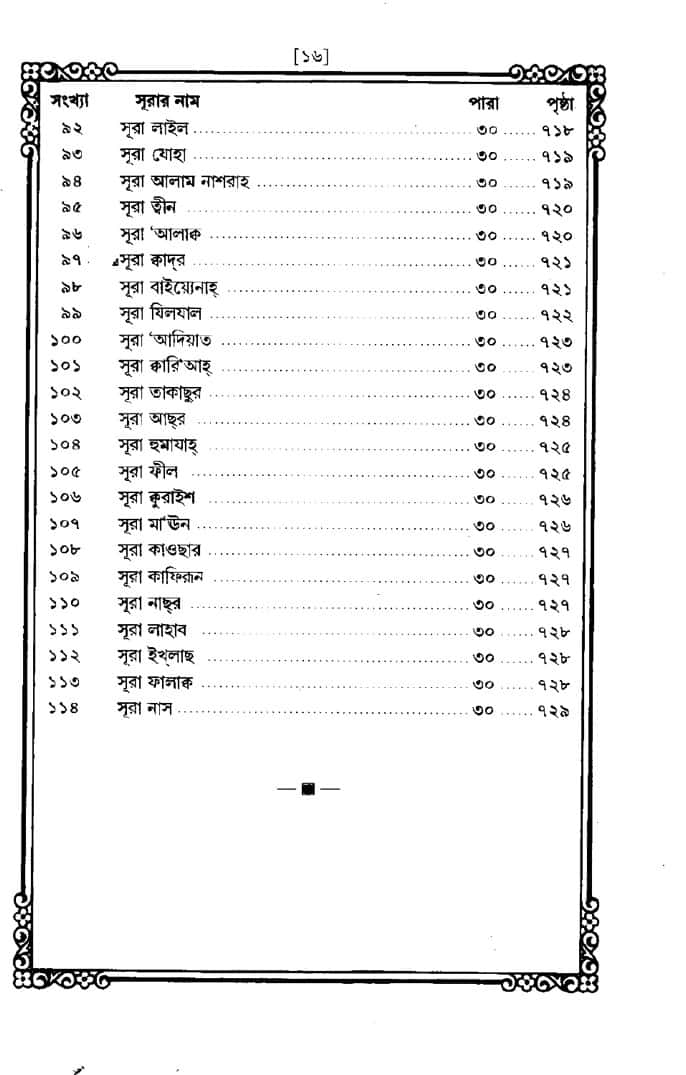 [১৬]
সংখ্যা সূরার নাম পারা পৃষ্ঠা
৯২ সূরা লাইল ৩০ ৭১৮
৯৩ সূরা যোহা ৩০ ৭১৯
৯৪ সূরা আলাম নাশরাহ ৩০ ৭১৯
৯৫ সূরা ত্বীন ৩০ ৭২০
৯৬ সূরা ‘আলাক্ব ৩০ ৭২০
৯৭ সূরা ক্বাদ্‌র ৩০ ৭২১
৯৮ সূরা বাইয়্যেনাহ্‌ ৩০ ৭২১
৯৯ সূরা যিলযাল ৩০ ৭২২
১০০ সূরা ‘আদিয়াত ৩০ ৭২৩
১০১ সূরা ক্বারি‘আহ্‌ ৩০ ৭২৩
১০২ সূরা তাকাছুর ৩০ ৭২৪
১০৩ সূরা আছর ৩০ ৭২৪
১০৪ সূরা হুমাযাহ্‌ ৩০ ৭২৫
১০৫ সূরা ফীল ৩০ ৭২৫
১০৬ সূরা ক্বুরাইশ ৩০ ৭২৬
১০৭ সূরা মা‘ঊন ৩০ ৭২৬
১০৮ সূরা কাওছার ৩০ ৭২৭
১০৯ সূরা কাফিরূন ৩০ ৭২৭
১১০ সূরা নাছ্‌র ৩০ ৭২৭
১১১ সূরা লাহাব ৩০ ৭২৮
১১২ সূরা ইখ্‌লাছ ৩০ ৭২৮
১১৩ সূরা ফালাক্ব ৩০ ৭২৮
১১৪ সূরা নাস ৩০ ৭২৯